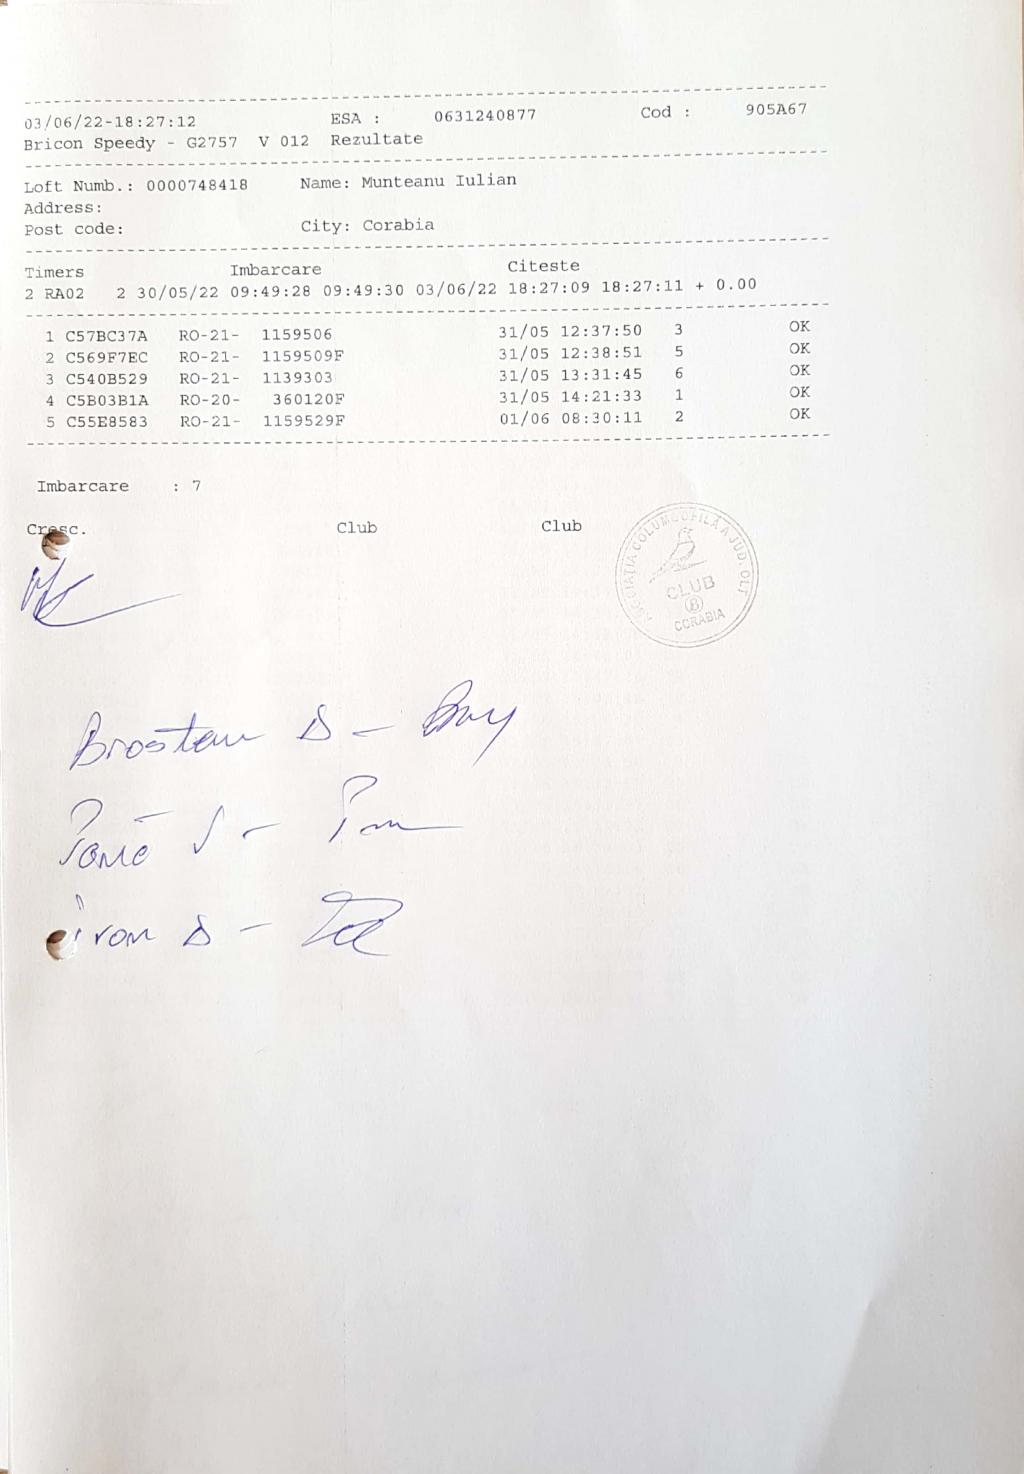 03/06/22-18:27:12 ESA : 0631240877 Cod : 905A67
Bricon Speedy - G2757 V 012 Rezultate
Loft Numb.: 0000748418 Name: Munteanu Iulian
Address:
Post code: City: Corabia
Timers Imbarcare Citeste
2 RA02 2 30/05/22 09:49:28 09:49:30 03/06/22 18:27:09 18:27:11 + 0.00
1 C57BC37A RO-21- 1159506 31/05 12:37:50 3 OK
2 C569F7EC RO-21- 1159509F 31/05 12:38:51 5 OK
3 C540B529 RO-21- 1139303 31/05 13:31:45 6 OK
4 C5B03B1A RO-20- 360120F 31/05 14:21:33 1 OK
5 C55E8583 RO-21- 1159529F 01/06 08:30:11 2 OK
Imbarcare : 7
Cresc. Club Club
ASOCIATIA COLUMBOFILA A JUD. OLT
CLUB
B
CORABIA